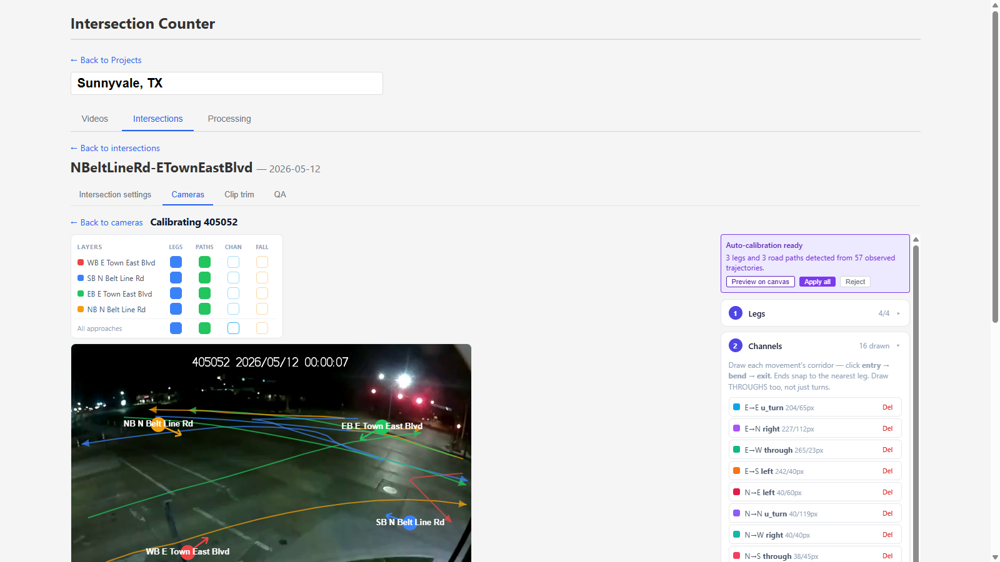 Intersection Counter
← Back to Projects
Sunnyvale, TX
Videos Intersections Processing
← Back to intersections
NBeltLineRd-ETownEastBlvd — 2026-05-12
Intersection settings Cameras Clip trim QA
← Back to cameras Calibrating 405052
LAYERS LEGS PATHS CHAN FALL
WB E Town East Blvd
SB N Belt Line Rd
EB E Town East Blvd
NB N Belt Line Rd
All approaches
405052 2026/05/12 00:00:07
NB N Belt Line Rd
EB E Town East Blvd
SB N Belt Line Rd
WB E Town East Blvd
Auto-calibration ready
3 legs and 3 road paths detected from 57 observed
trajectories.
Preview on canvas Apply all Reject
1 Legs 4/4 ▸
2 Channels 16 drawn ▾
Draw each movement's corridor — click entry →
bend → exit. Ends snap to the nearest leg. Draw
THROUGHS too, not just turns.
E→E u_turn 204/65px Del
E→N right 227/112px Del
E→W through 265/23px Del
E→S left 242/40px Del
N→E left 40/60px Del
N→N u_turn 40/119px Del
N→W right 40/40px Del
N→S through 38/45px Del